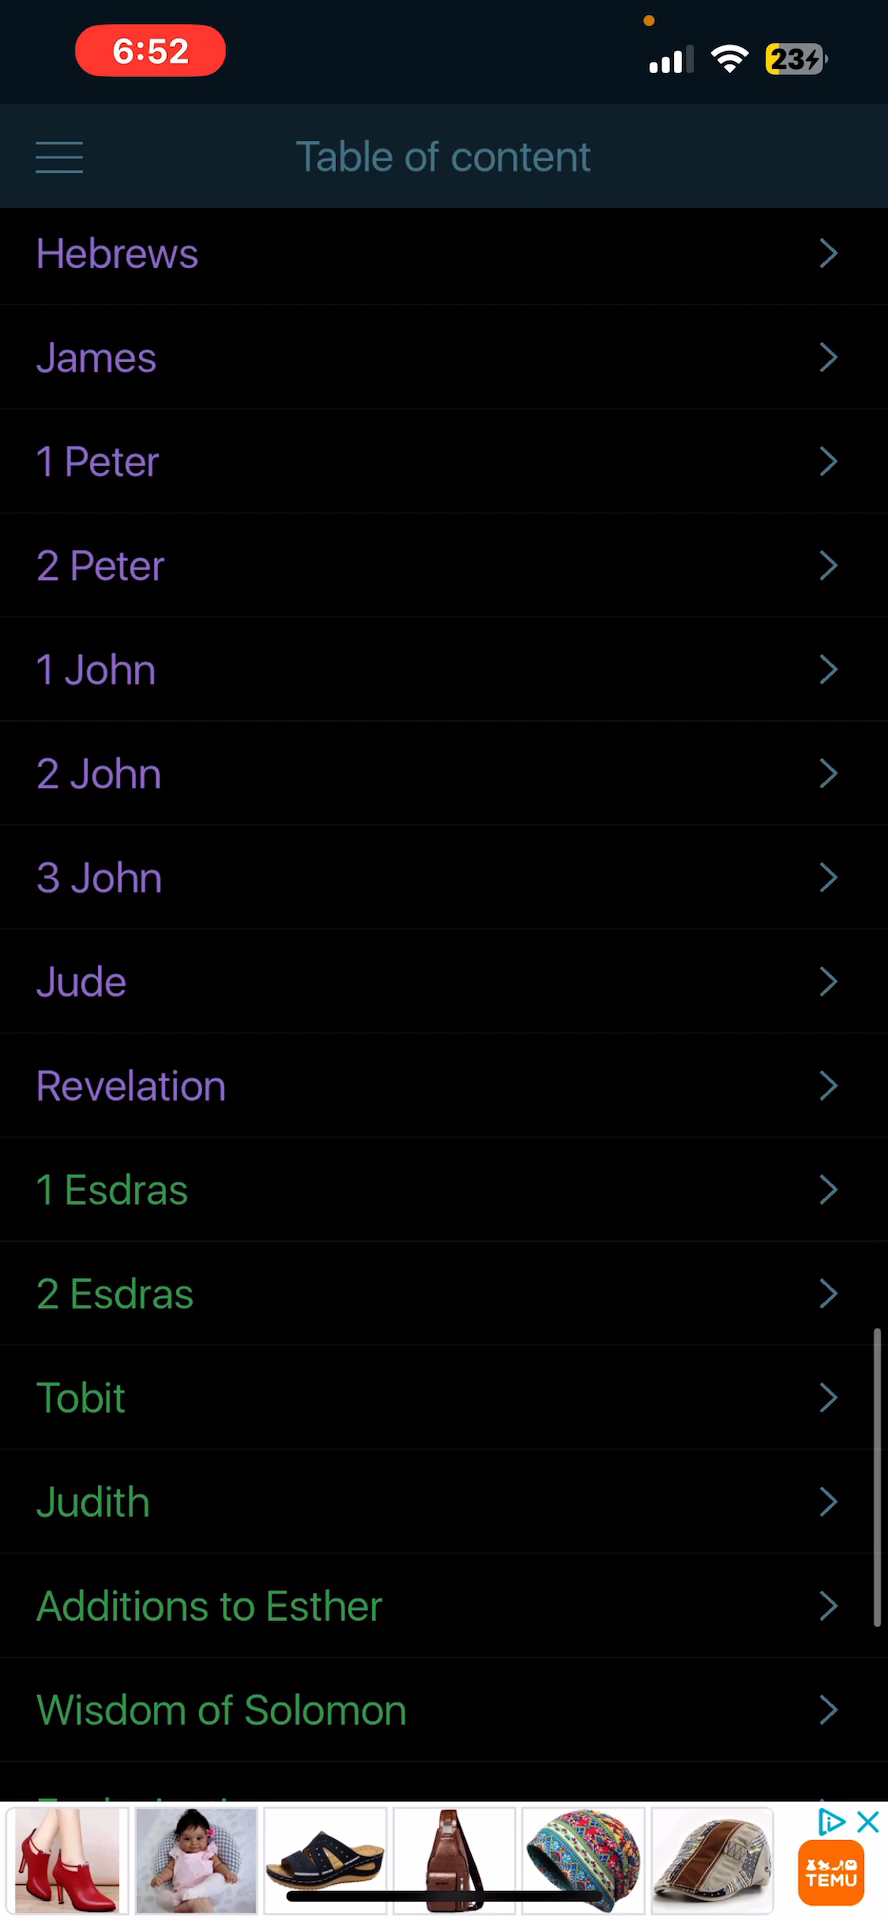 6:52
23
Table of content
Hebrews
James
1 Peter
2 Peter
1 John
2 John
3 John
Jude
Revelation
1 Esdras
2 Esdras
Tobit
Judith
Additions to Esther
Wisdom of Solomon
TEMU